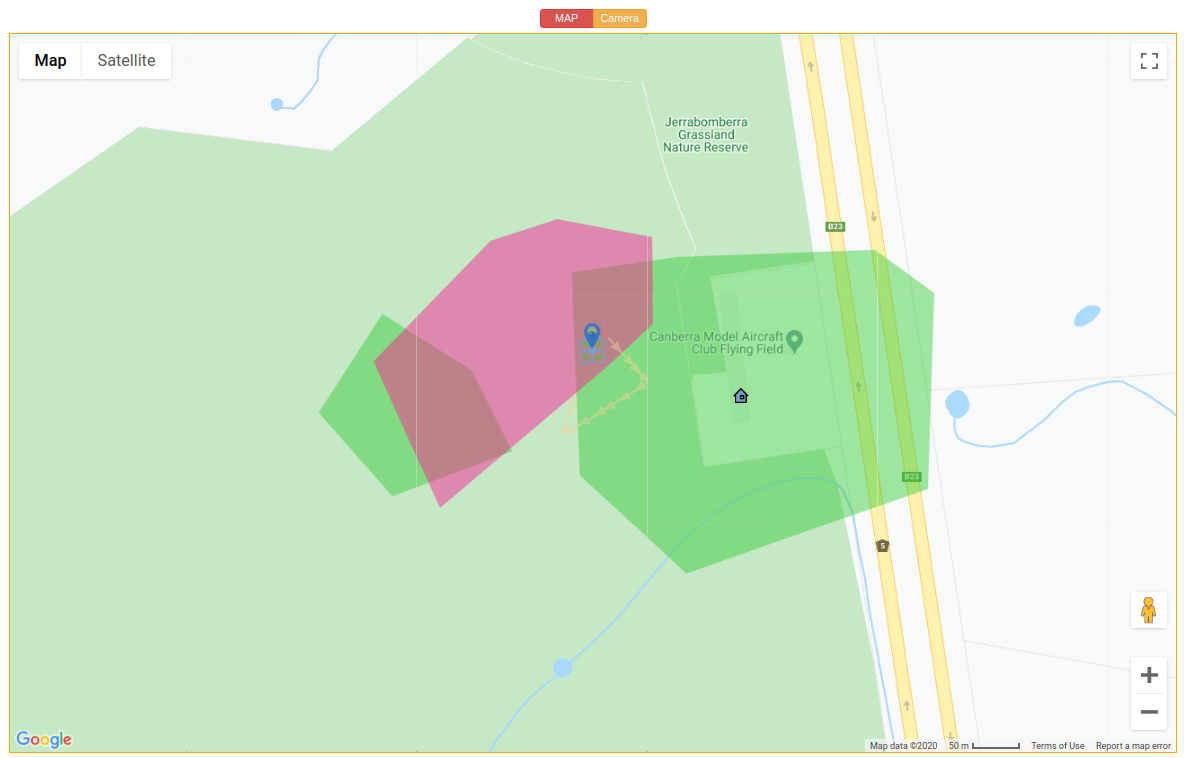 MAP
Camera
Map
Satellite
Jerrabomberra
Grassland
Nature Reserve
B23
Canberra Model Aircraft
Club Flying Field
B23
5
Google
Map data ©2020
50 m
Terms of Use
Report a map error